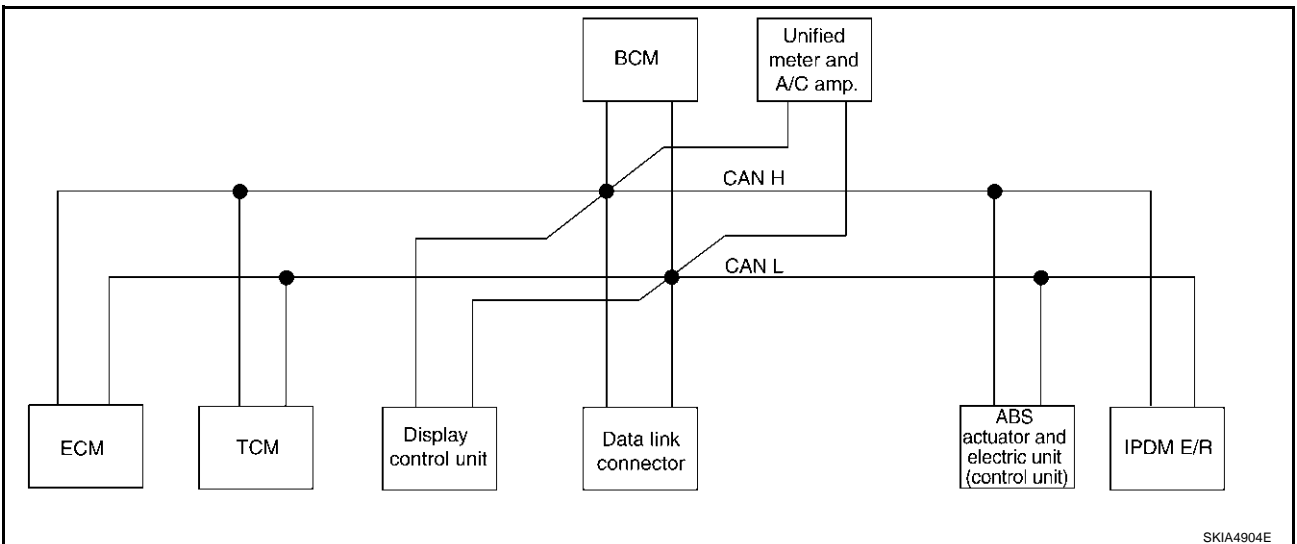 BCM
Unified
meter and
A/C amp.
CAN H
CAN L
ECM
TCM
Display
control unit
Data link
connector
ABS
actuator and
electric unit
(control unit)
IPDM E/R
SKIA4904E